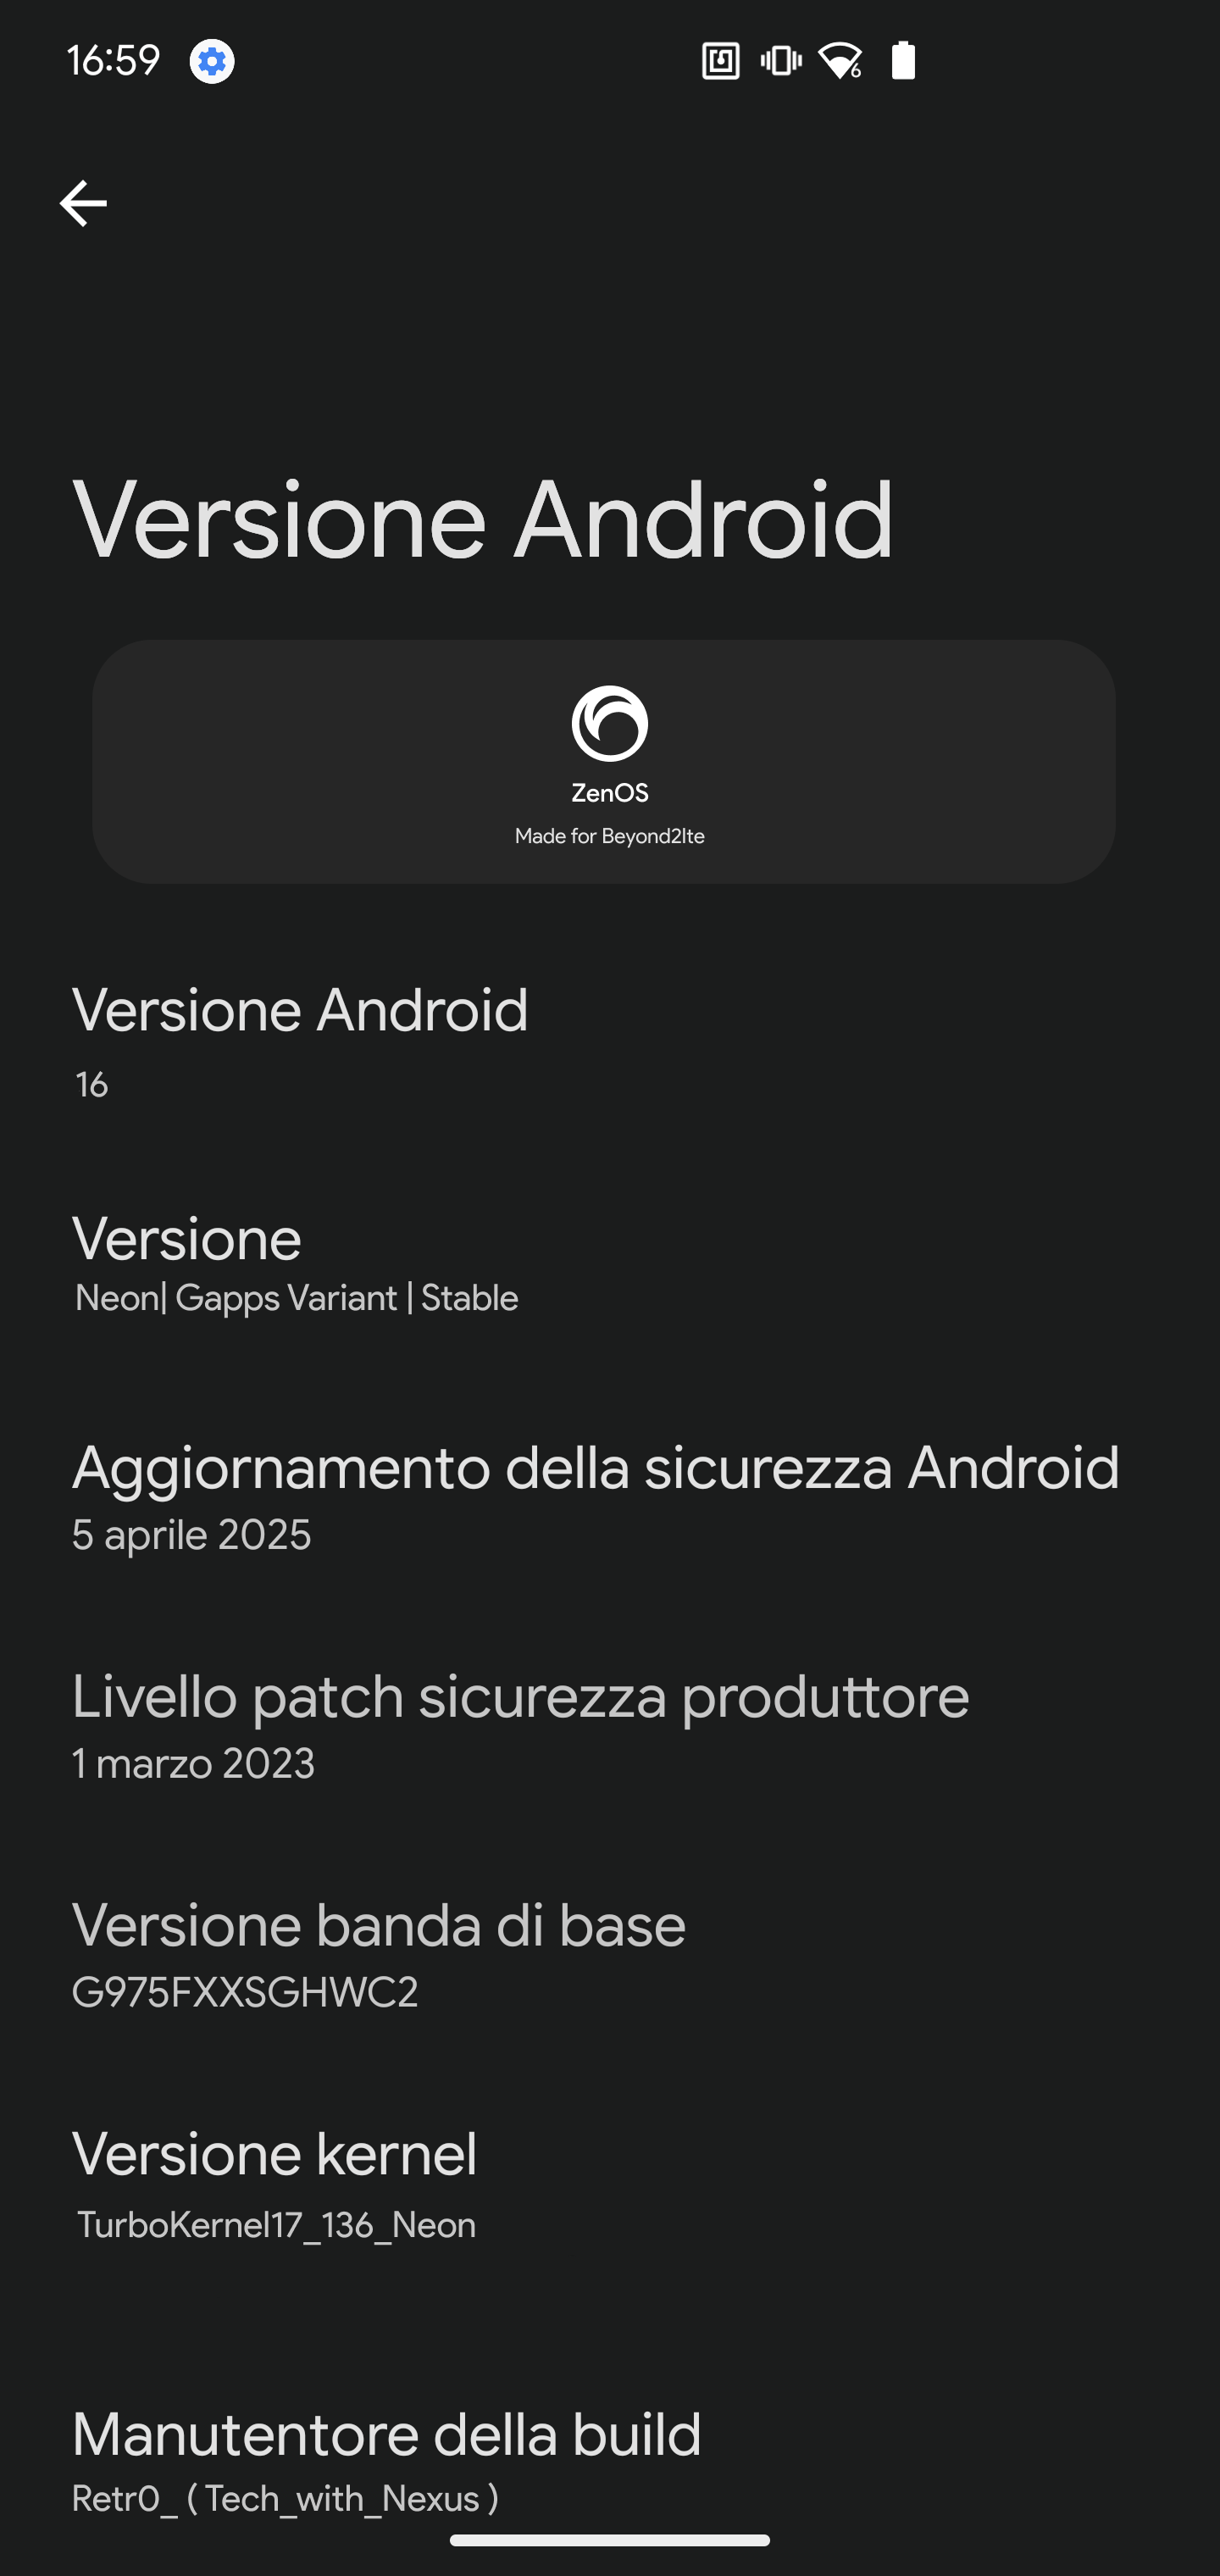 16:59
6
Versione Android
ZenOS
Made for Beyond2lte
Versione Android
16
Versione
Neon| Gapps Variant | Stable
Aggiornamento della sicurezza Android
5 aprile 2025
Livello patch sicurezza produttore
1 marzo 2023
Versione banda di base
G975FXXSGHWC2
Versione kernel
TurboKernel17_136_Neon
Manutentore della build
Retr0_ ( Tech_with_Nexus )